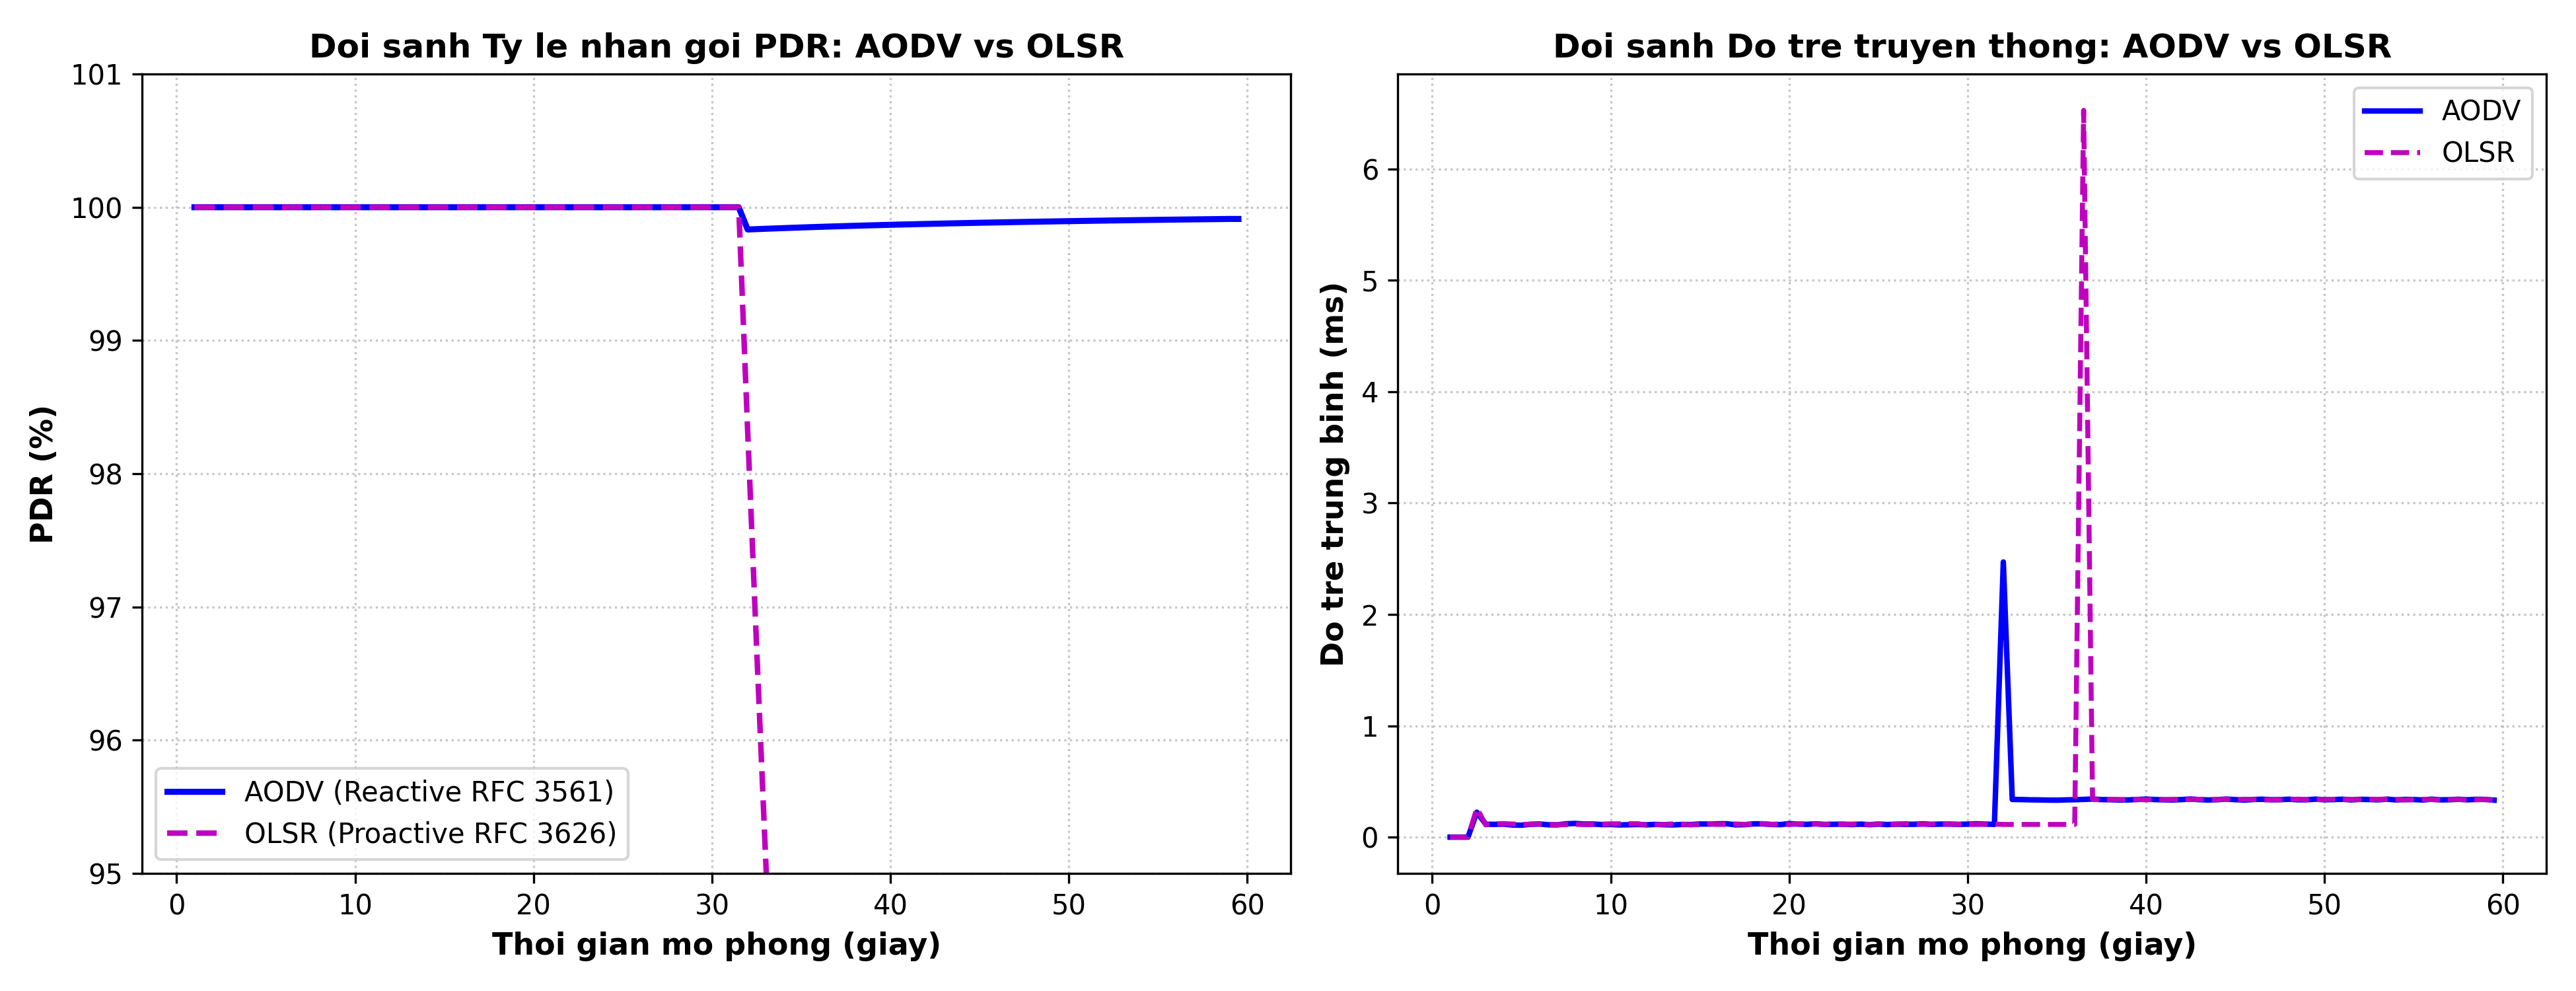 Doi sanh Ty le nhan goi PDR: AODV vs OLSR
PDR (%)
101
100
99
98
97
96
95
AODV (Reactive RFC 3561)
OLSR (Proactive RFC 3626)
0 10 20 30 40 50 60
Thoi gian mo phong (giay)
Doi sanh Do tre truyen thong: AODV vs OLSR
Do tre trung binh (ms)
6
5
4
3
2
1
0
AODV
OLSR
0 10 20 30 40 50 60
Thoi gian mo phong (giay)